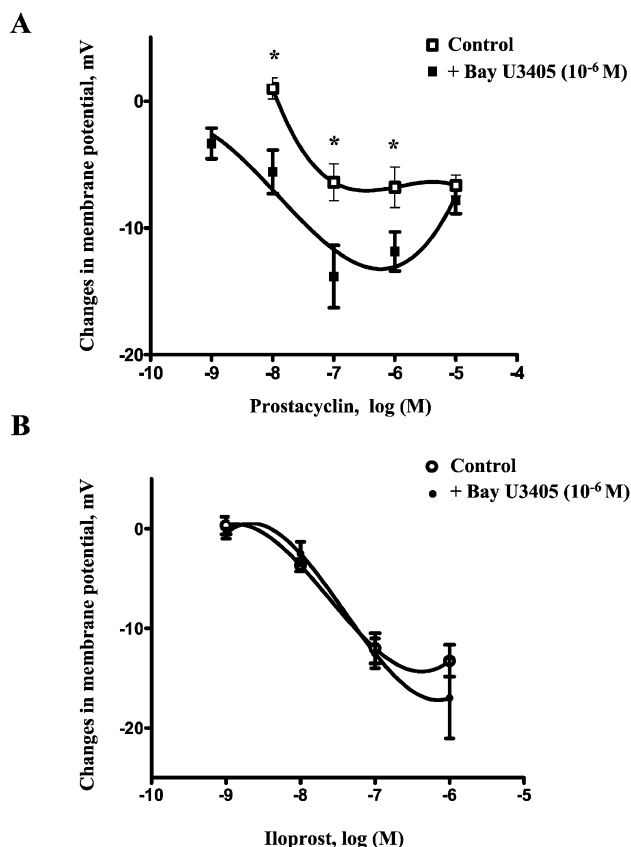 A
Control
+ Bay U3405 (10-6 M)
Changes in membrane potential, mV
0
-10
-20
* * *
-10 -9 -8 -7 -6 -5 -4
Prostacyclin, log (M)
B
Control
+ Bay U3405 (10-6 M)
Changes in membrane potential, mV
0
-10
-20
-10 -9 -8 -7 -6 -5
Iloprost, log (M)